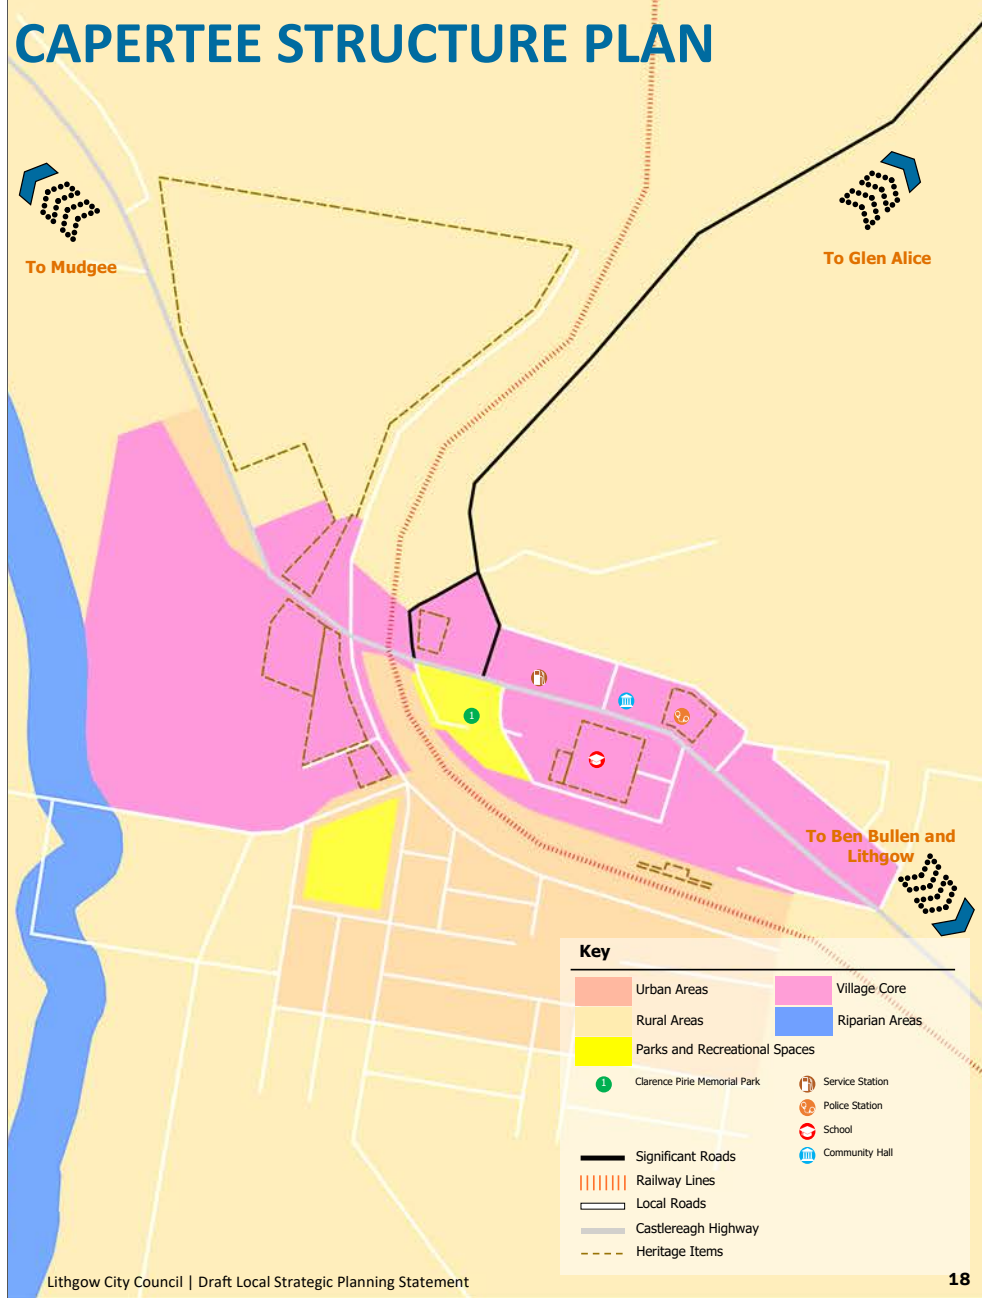 CAPERTEE STRUCTURE PLAN
To Mudgee
To Glen Alice
1
To Ben Bullen and
Lithgow
Key
Urban Areas
Village Core
Rural Areas
Riparian Areas
Parks and Recreational Spaces
1
Clarence Pirie Memorial Park
Service Station
Police Station
School
Community Hall
Significant Roads
Railway Lines
Local Roads
Castlereagh Highway
Heritage Items
Lithgow City Council | Draft Local Strategic Planning Statement
18